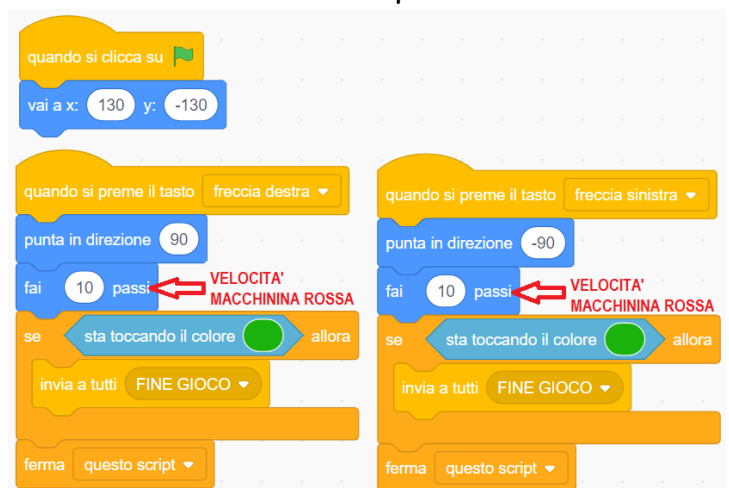 quando si clicca su
vai a x: 130 y: -130
quando si preme il tasto freccia destra
punta in direzione 90
fai 10 passi
VELOCITA'
MACCHININA ROSSA
se sta toccando il colore allora
invia a tutti FINE GIOCO
ferma questo script
quando si preme il tasto freccia sinistra
punta in direzione -90
fai 10 passi
VELOCITA'
MACCHININA ROSSA
se sta toccando il colore allora
invia a tutti FINE GIOCO
ferma questo script